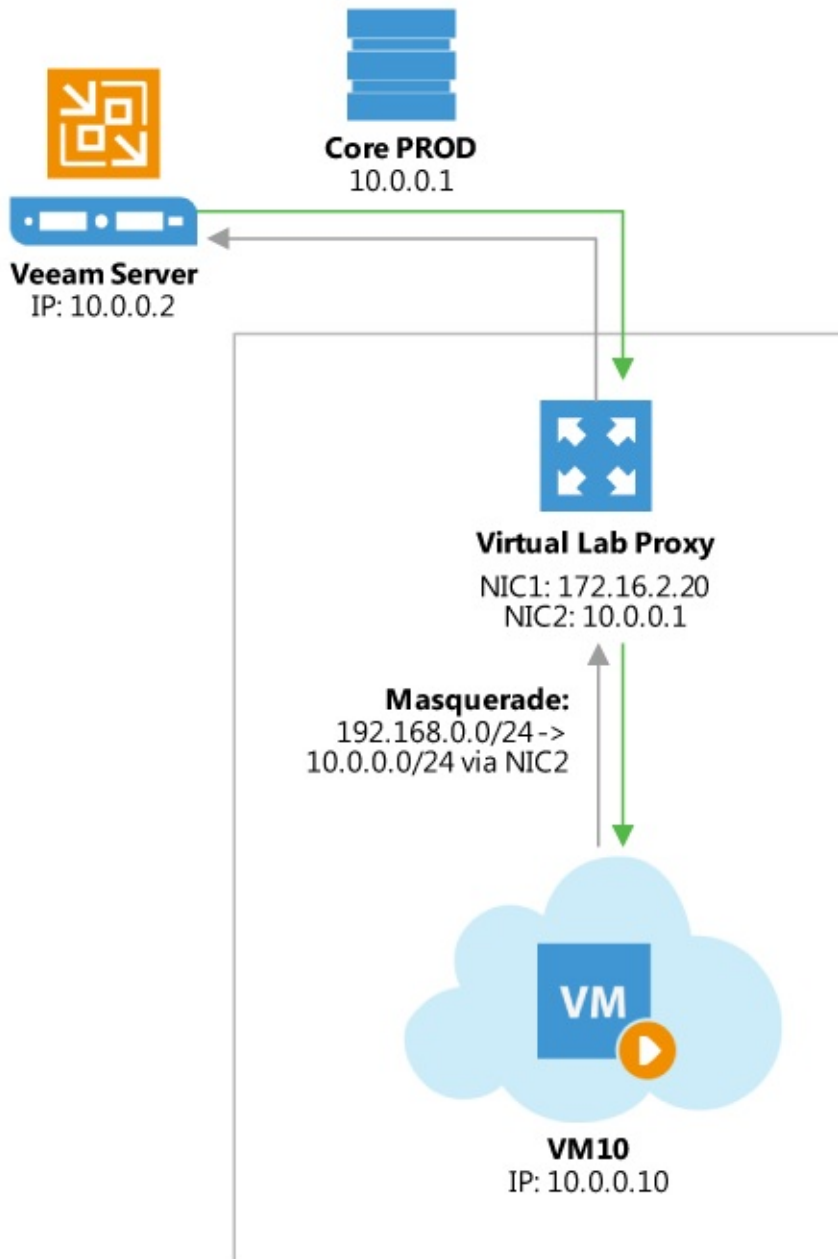 Core PROD
10.0.0.1
Veeam Server
IP: 10.0.0.2
Virtual Lab Proxy
NIC1: 172.16.2.20
NIC2: 10.0.0.1
Masquerade:
192.168.0.0/24 ->
10.0.0.0/24 via NIC2
VM
VM10
IP: 10.0.0.10